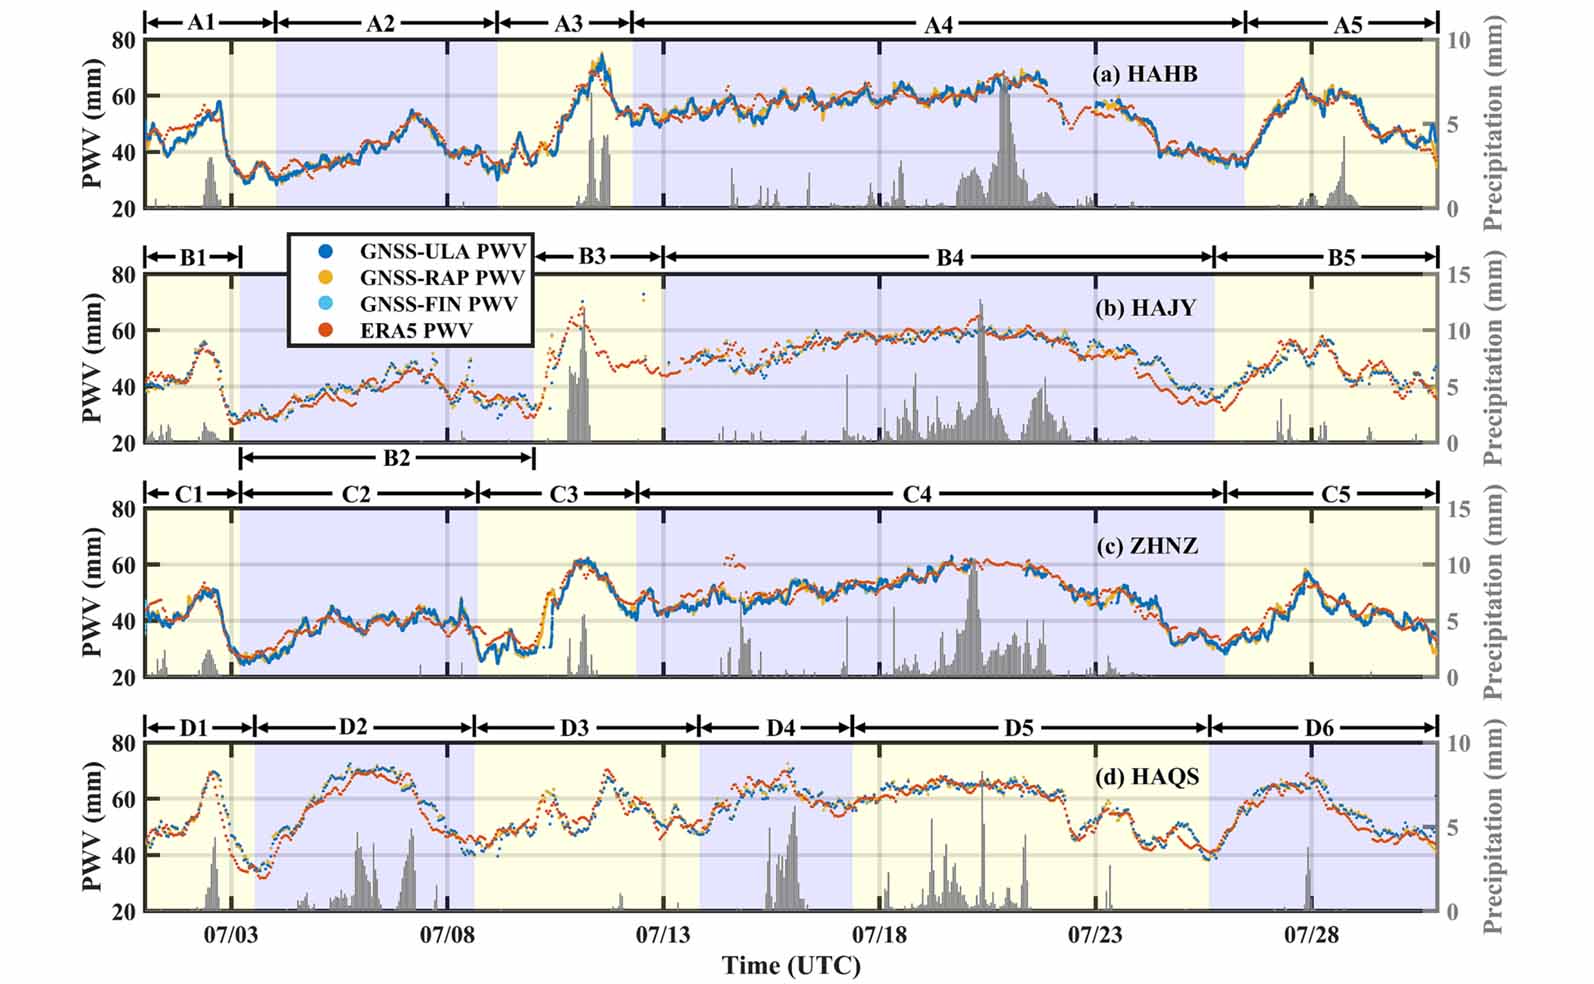 A1 A2 A3 A4 A5
80 10
(a) HAHB
60
PWV (mm) 5 Precipitation (mm)
40
20 0
B1 GNSS-ULA PWV B3 B4 B5
80 GNSS-RAP PWV 15
GNSS-FIN PWV (b) HAJY
60 ERA5 PWV 10
PWV (mm) Precipitation (mm)
40 5
20 0
B2
C1 C2 C3 C4 C5
80 15
(c) ZHNZ
60 10
PWV (mm) Precipitation (mm)
40 5
20 0
D1 D2 D3 D4 D5 D6
80 10
(d) HAQS
60
PWV (mm) 5 Precipitation (mm)
40
20 0
07/03 07/08 07/13 07/18 07/23 07/28
Time (UTC)